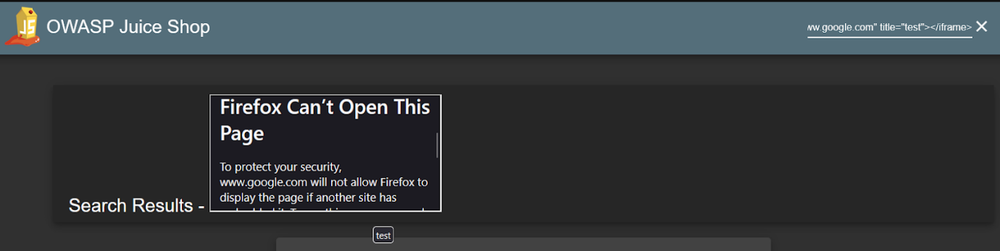 JS
OWASP Juice Shop
ww.google.com" title="test"></iframe>
Firefox Can’t Open This
Page
To protect your security,
www.google.com will not allow Firefox to
display the page if another site has
Search Results -
test